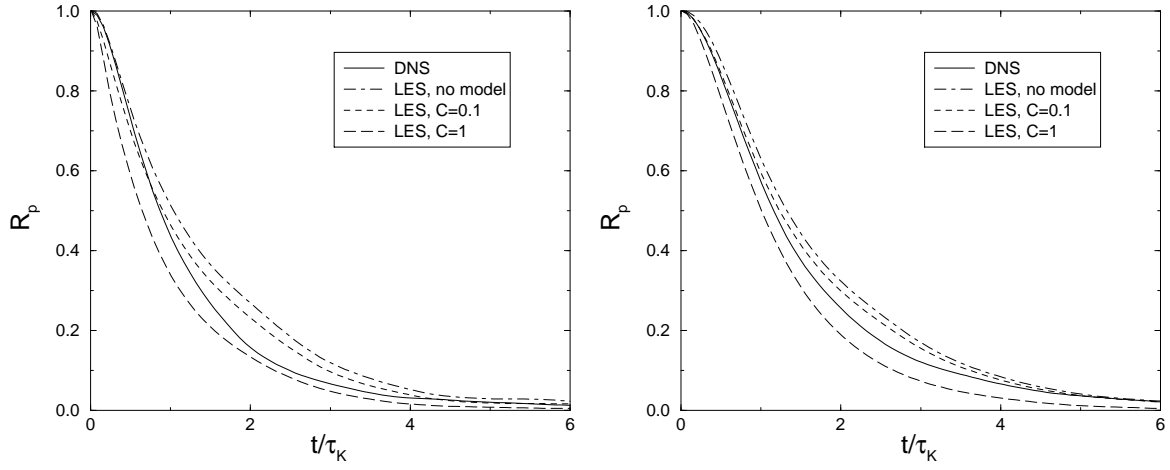 1.0
0.8
0.6
0.4
0.2
0.0
R_p
0 2 4 6
t/τ_K
DNS
LES, no model
LES, C=0.1
LES, C=1
1.0
0.8
0.6
0.4
0.2
0.0
R_p
0 2 4 6
t/τ_K
DNS
LES, no model
LES, C=0.1
LES, C=1